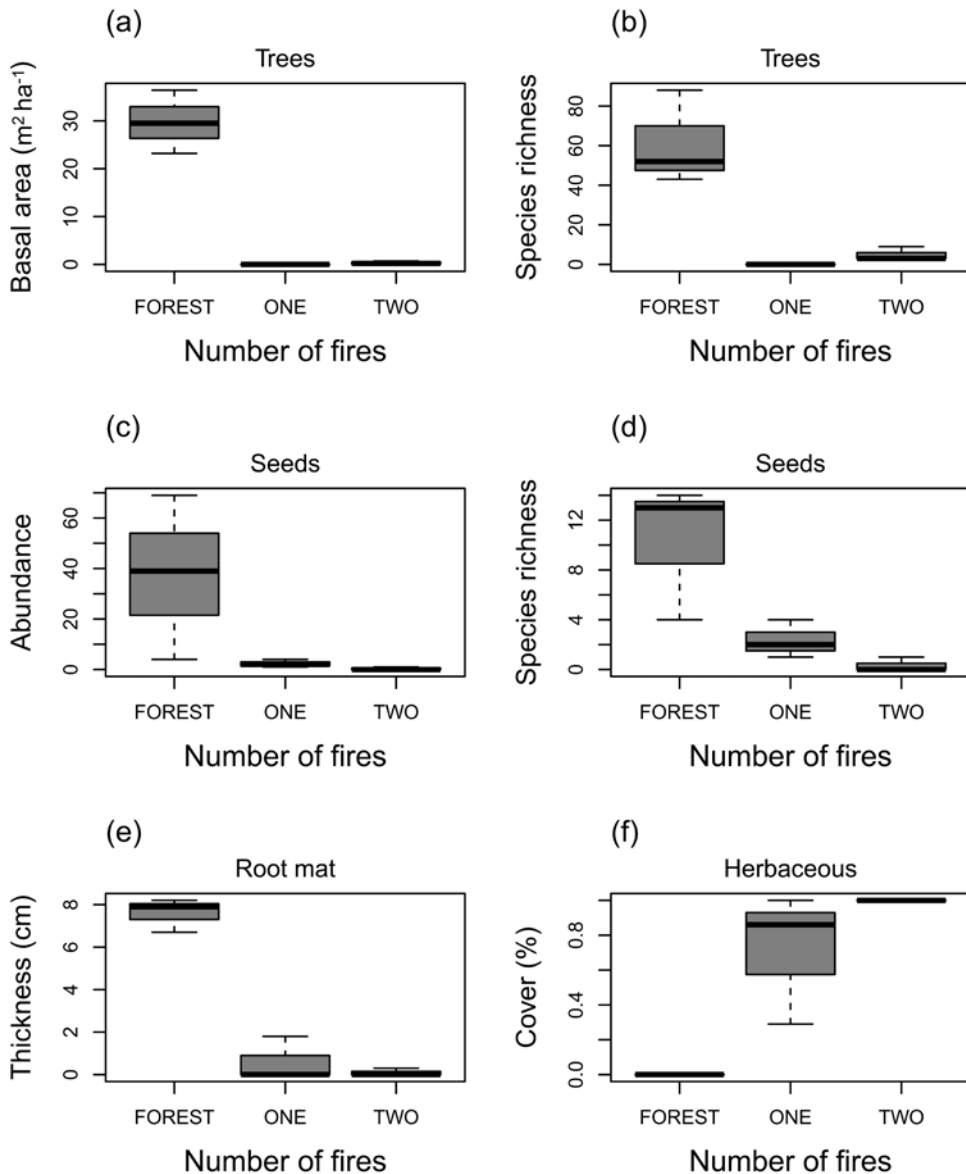 (a)
Trees
Basal area (m² ha⁻¹)
30
20
10
0
FOREST ONE TWO
Number of fires
(b)
Trees
Species richness
80
60
40
20
0
FOREST ONE TWO
Number of fires
(c)
Seeds
Abundance
60
40
20
0
FOREST ONE TWO
Number of fires
(d)
Seeds
Species richness
12
8
4
0
FOREST ONE TWO
Number of fires
(e)
Root mat
Thickness (cm)
8
6
4
2
0
FOREST ONE TWO
Number of fires
(f)
Herbaceous
Cover (%)
0.8
0.4
0.0
FOREST ONE TWO
Number of fires